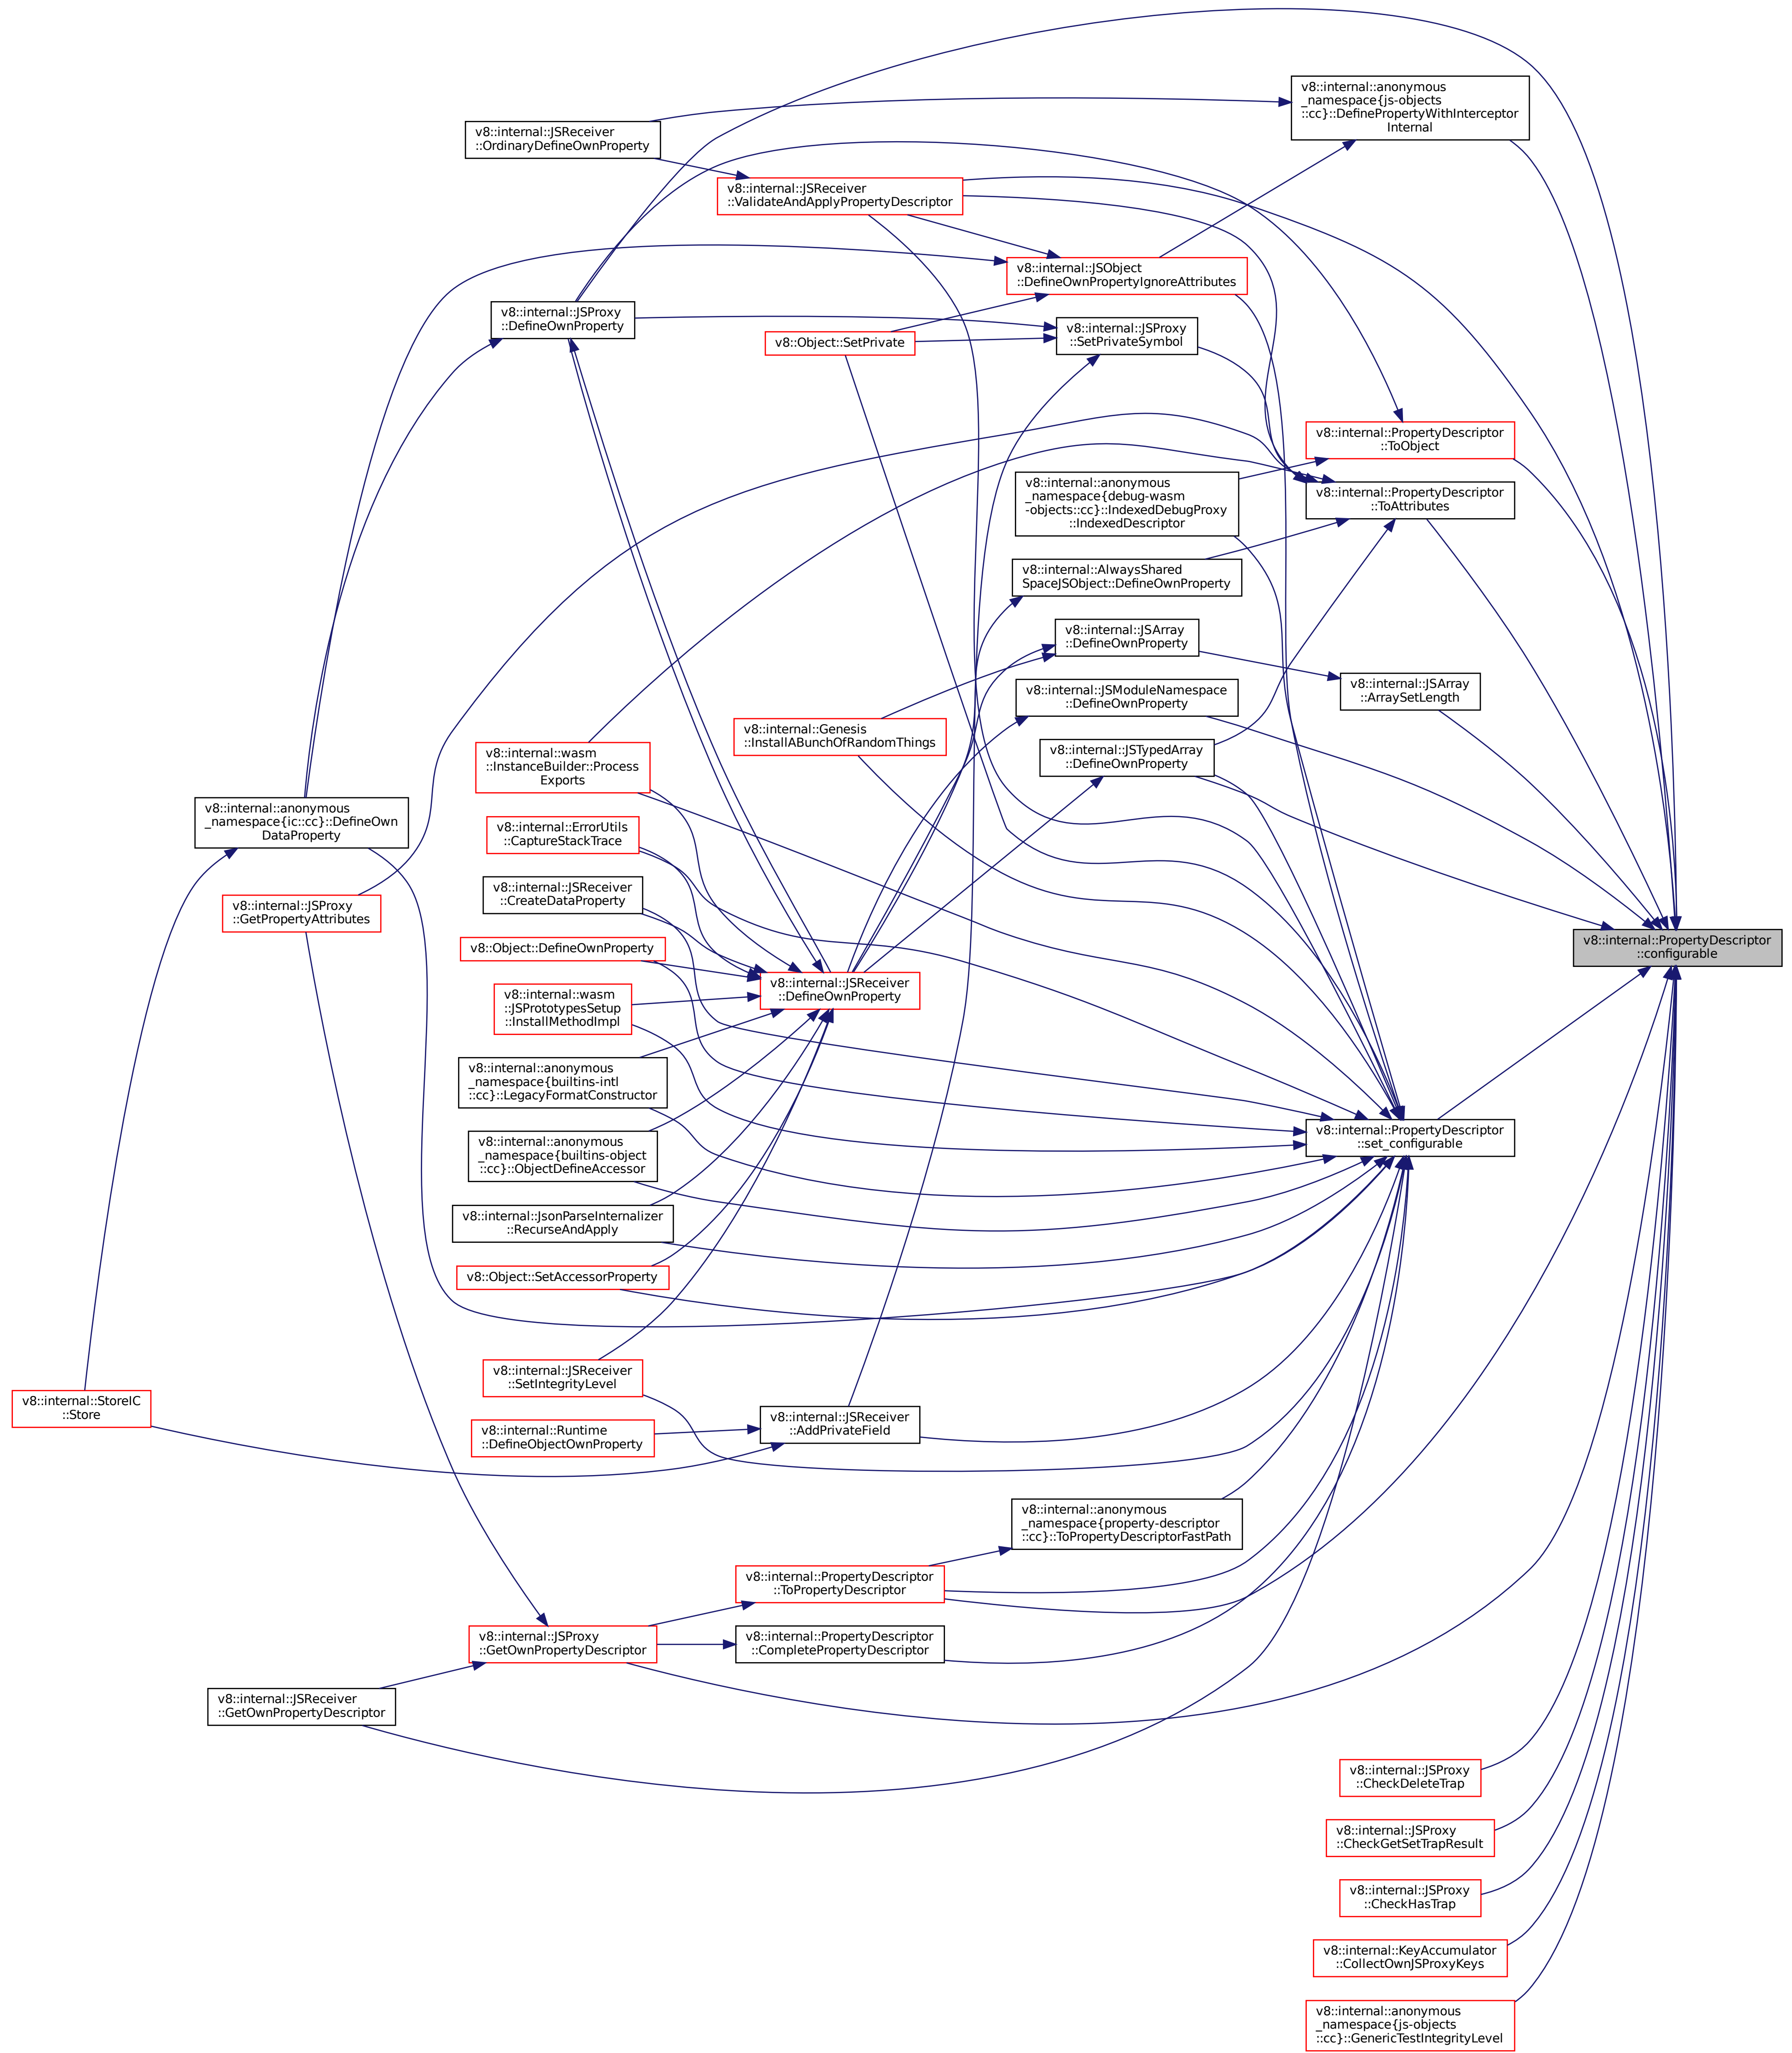 v8::internal::anonymous
_namespace{js-objects
::cc}::DefinePropertyWithInterceptor
Internal
v8::internal::JSReceiver
::OrdinaryDefineOwnProperty
v8::internal::JSReceiver
::ValidateAndApplyPropertyDescriptor
v8::internal::JSObject
::DefineOwnPropertyIgnoreAttributes
v8::internal::JSProxy
::DefineOwnProperty
v8::Object::SetPrivate
v8::internal::JSProxy
::SetPrivateSymbol
v8::internal::PropertyDescriptor
::ToObject
v8::internal::anonymous
_namespace{debug-wasm
-objects::cc}::IndexedDebugProxy
::IndexedDescriptor
v8::internal::PropertyDescriptor
::ToAttributes
v8::internal::AlwaysShared
SpaceJSObject::DefineOwnProperty
v8::internal::JSArray
::DefineOwnProperty
v8::internal::JSArray
::ArraySetLength
v8::internal::JSModuleNamespace
::DefineOwnProperty
v8::internal::Genesis
::InstallABunchOfRandomThings
v8::internal::JSTypedArray
::DefineOwnProperty
v8::internal::wasm
::InstanceBuilder::Process
Exports
v8::internal::anonymous
_namespace{ic::cc}::DefineOwn
DataProperty
v8::internal::ErrorUtils
::CaptureStackTrace
v8::internal::JSReceiver
::CreateDataProperty
v8::internal::JSProxy
::GetPropertyAttributes
v8::Object::DefineOwnProperty
v8::internal::PropertyDescriptor
::configurable
v8::internal::JSReceiver
::DefineOwnProperty
v8::internal::wasm
::JSPrototypesSetup
::InstallMethodImpl
v8::internal::anonymous
_namespace{builtins-intl
::cc}::LegacyFormatConstructor
v8::internal::PropertyDescriptor
::set_configurable
v8::internal::anonymous
_namespace{builtins-object
::cc}::ObjectDefineAccessor
v8::internal::JsonParseInternalizer
::RecurseAndApply
v8::Object::SetAccessorProperty
v8::internal::JSReceiver
::SetIntegrityLevel
v8::internal::StoreIC
::Store
v8::internal::JSReceiver
::AddPrivateField
v8::internal::Runtime
::DefineObjectOwnProperty
v8::internal::anonymous
_namespace{property-descriptor
::cc}::ToPropertyDescriptorFastPath
v8::internal::PropertyDescriptor
::ToPropertyDescriptor
v8::internal::JSProxy
::GetOwnPropertyDescriptor
v8::internal::PropertyDescriptor
::CompletePropertyDescriptor
v8::internal::JSReceiver
::GetOwnPropertyDescriptor
v8::internal::JSProxy
::CheckDeleteTrap
v8::internal::JSProxy
::CheckGetSetTrapResult
v8::internal::JSProxy
::CheckHasTrap
v8::internal::KeyAccumulator
::CollectOwnJSProxyKeys
v8::internal::anonymous
_namespace{js-objects
::cc}::GenericTestIntegrityLevel